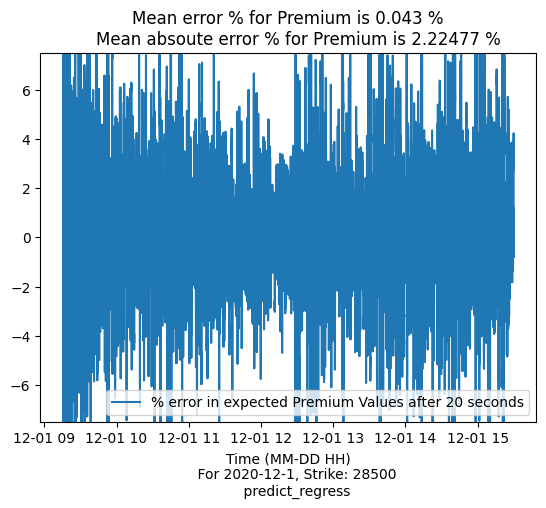 Mean error % for Premium is 0.043 %
Mean absoute error % for Premium is 2.22477 %
6
4
2
0
−2
−4
−6
% error in expected Premium Values after 20 seconds
12-01 09 12-01 10 12-01 11 12-01 12 12-01 13 12-01 14 12-01 15
Time (MM-DD HH)
For 2020-12-1, Strike: 28500
predict_regress